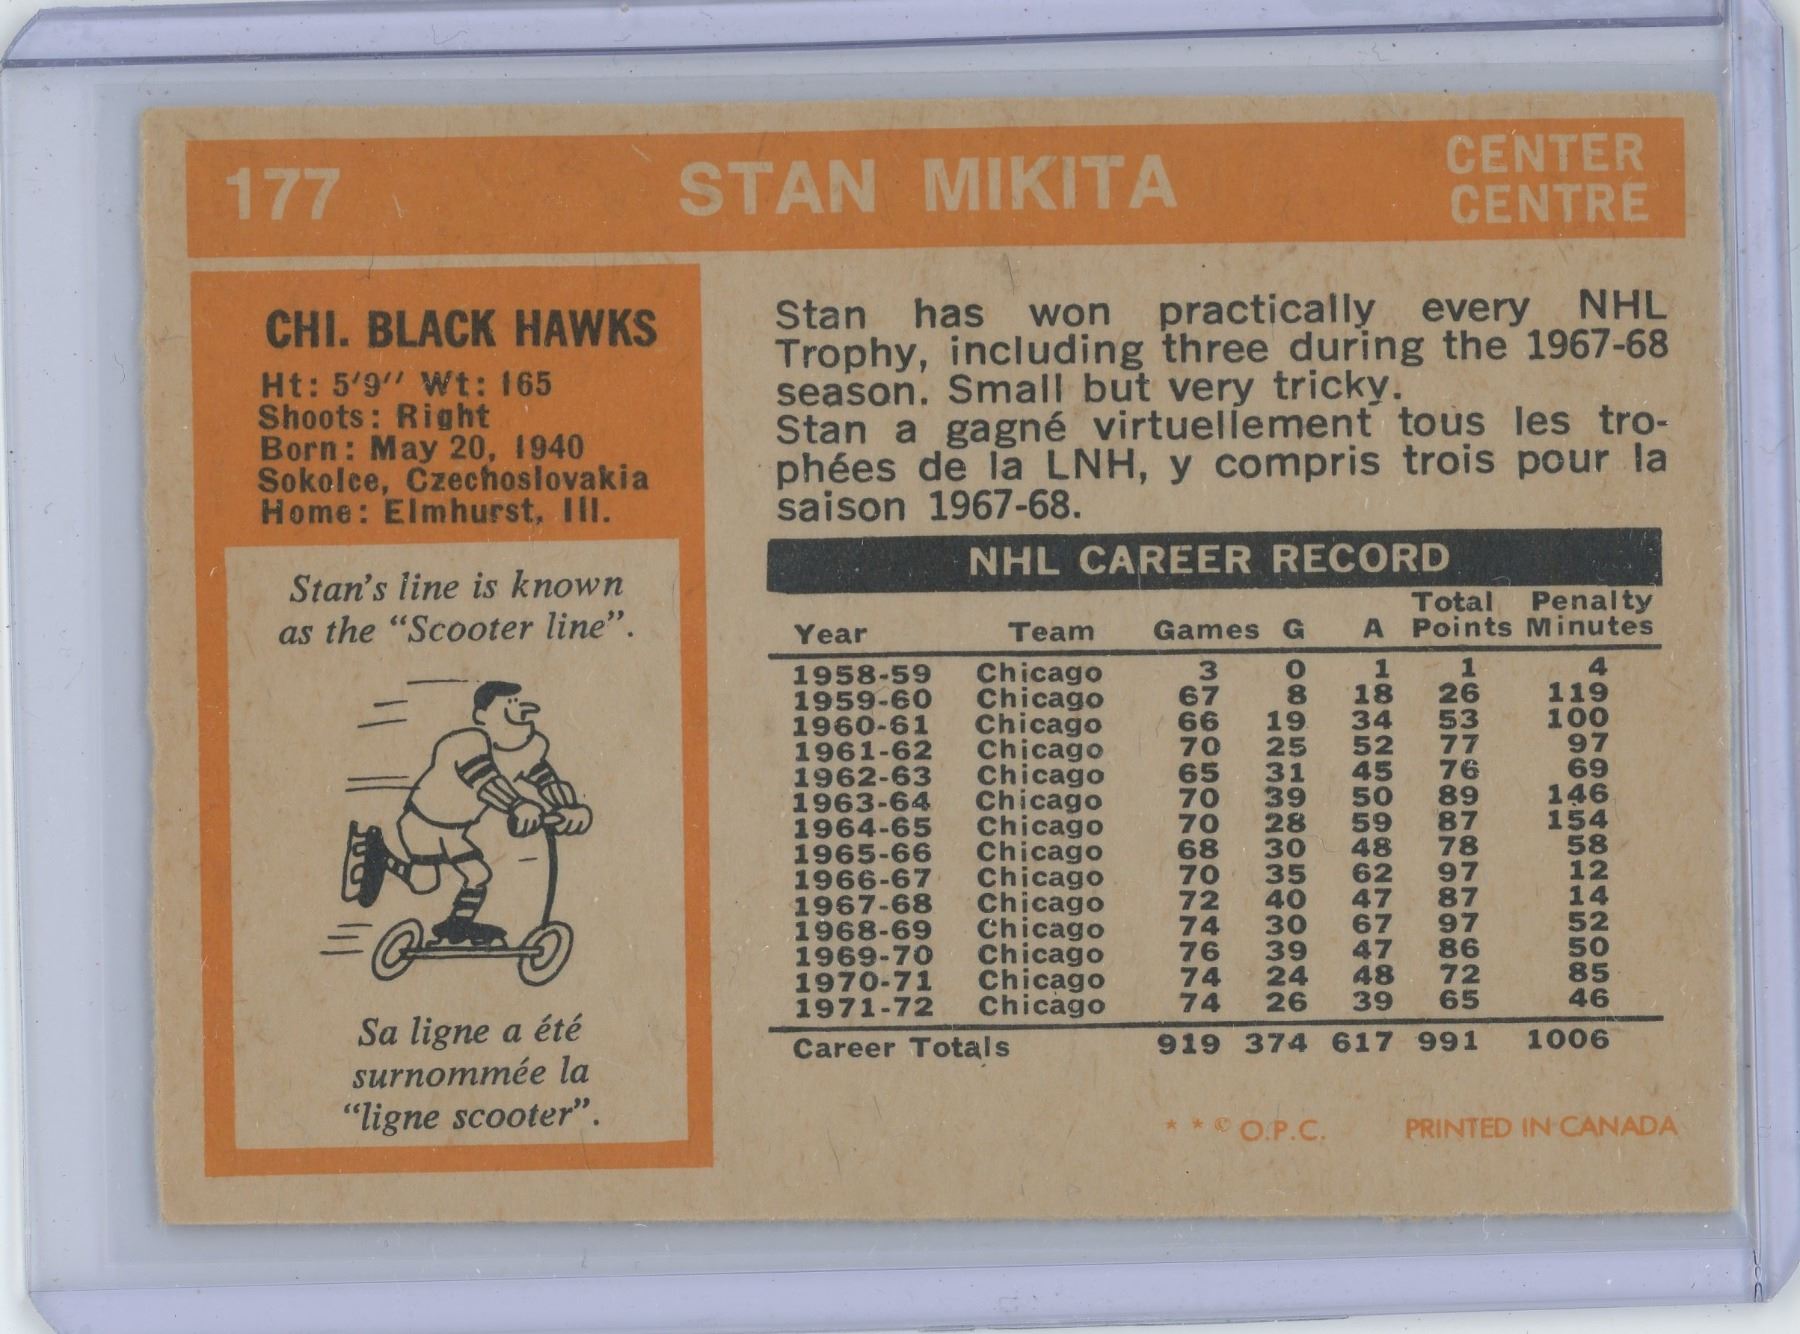 177 STAN MIKITA CENTER
CENTRE
CHI. BLACK HAWKS
Ht: 5'9'' Wt: 165
Shoots: Right
Born: May 20, 1940
Sokolce, Czechoslovakia
Home: Elmhurst, Ill.
Stan's line is known
as the "Scooter line".
Sa ligne a été
surnommée la
"ligne scooter".
Stan has won practically every NHL
Trophy, including three during the 1967-68
season. Small but very tricky.
Stan a gagné virtuellement tous les tro-
phées de la LNH, y compris trois pour la
saison 1967-68.
NHL CAREER RECORD
Total Penalty
Year Team Games G A Points Minutes
1958-59 Chicago 3 0 1 1 4
1959-60 Chicago 67 8 18 26 119
1960-61 Chicago 66 19 34 53 100
1961-62 Chicago 70 25 52 77 97
1962-63 Chicago 65 31 45 76 69
1963-64 Chicago 70 39 50 89 146
1964-65 Chicago 70 28 59 87 154
1965-66 Chicago 68 30 48 78 58
1966-67 Chicago 70 35 62 97 12
1967-68 Chicago 72 40 47 87 14
1968-69 Chicago 74 30 67 97 52
1969-70 Chicago 76 39 47 86 50
1970-71 Chicago 74 24 48 72 85
1971-72 Chicago 74 26 39 65 46
Career Totals 919 374 617 991 1006
* * © O.P.C. PRINTED IN CANADA